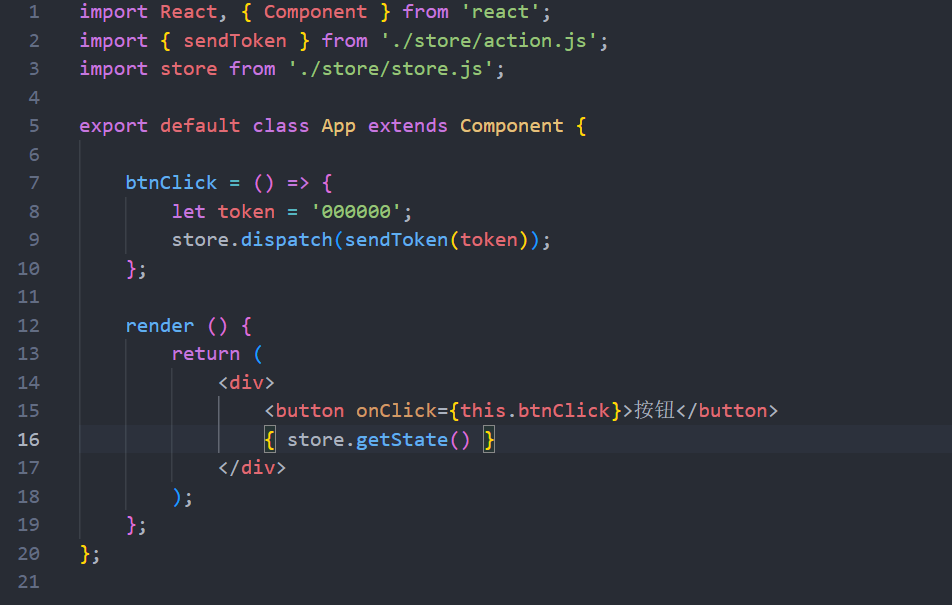 1 import React, { Component } from 'react';
2 import { sendToken } from './store/action.js';
3 import store from './store/store.js';
4
5 export default class App extends Component {
6
7     btnClick = () => {
8         let token = '000000';
9         store.dispatch(sendToken(token));
10     };
11
12     render () {
13         return (
14             <div>
15                 <button onClick={this.btnClick}>按钮</button>
16                 { store.getState() }
17             </div>
18         );
19     };
20 };
21